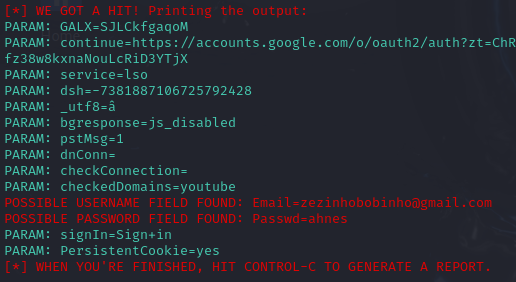 [*] WE GOT A HIT! Printing the output:
PARAM: GALX=SJLCkfgaqoM
PARAM: continue=https://accounts.google.com/o/oauth2/auth?zt=ChR
fz38w8kxnaNouLcRiD3YTjX
PARAM: service=lso
PARAM: dsh=-7381887106725792428
PARAM: _utf8=â
PARAM: bgresponse=js_disabled
PARAM: pstMsg=1
PARAM: dnConn=
PARAM: checkConnection=
PARAM: checkedDomains=youtube
POSSIBLE USERNAME FIELD FOUND: Email=zezinhobobinho@gmail.com
POSSIBLE PASSWORD FIELD FOUND: Passwd=ahnes
PARAM: signIn=Sign+in
PARAM: PersistentCookie=yes
[*] WHEN YOU'RE FINISHED, HIT CONTROL-C TO GENERATE A REPORT.